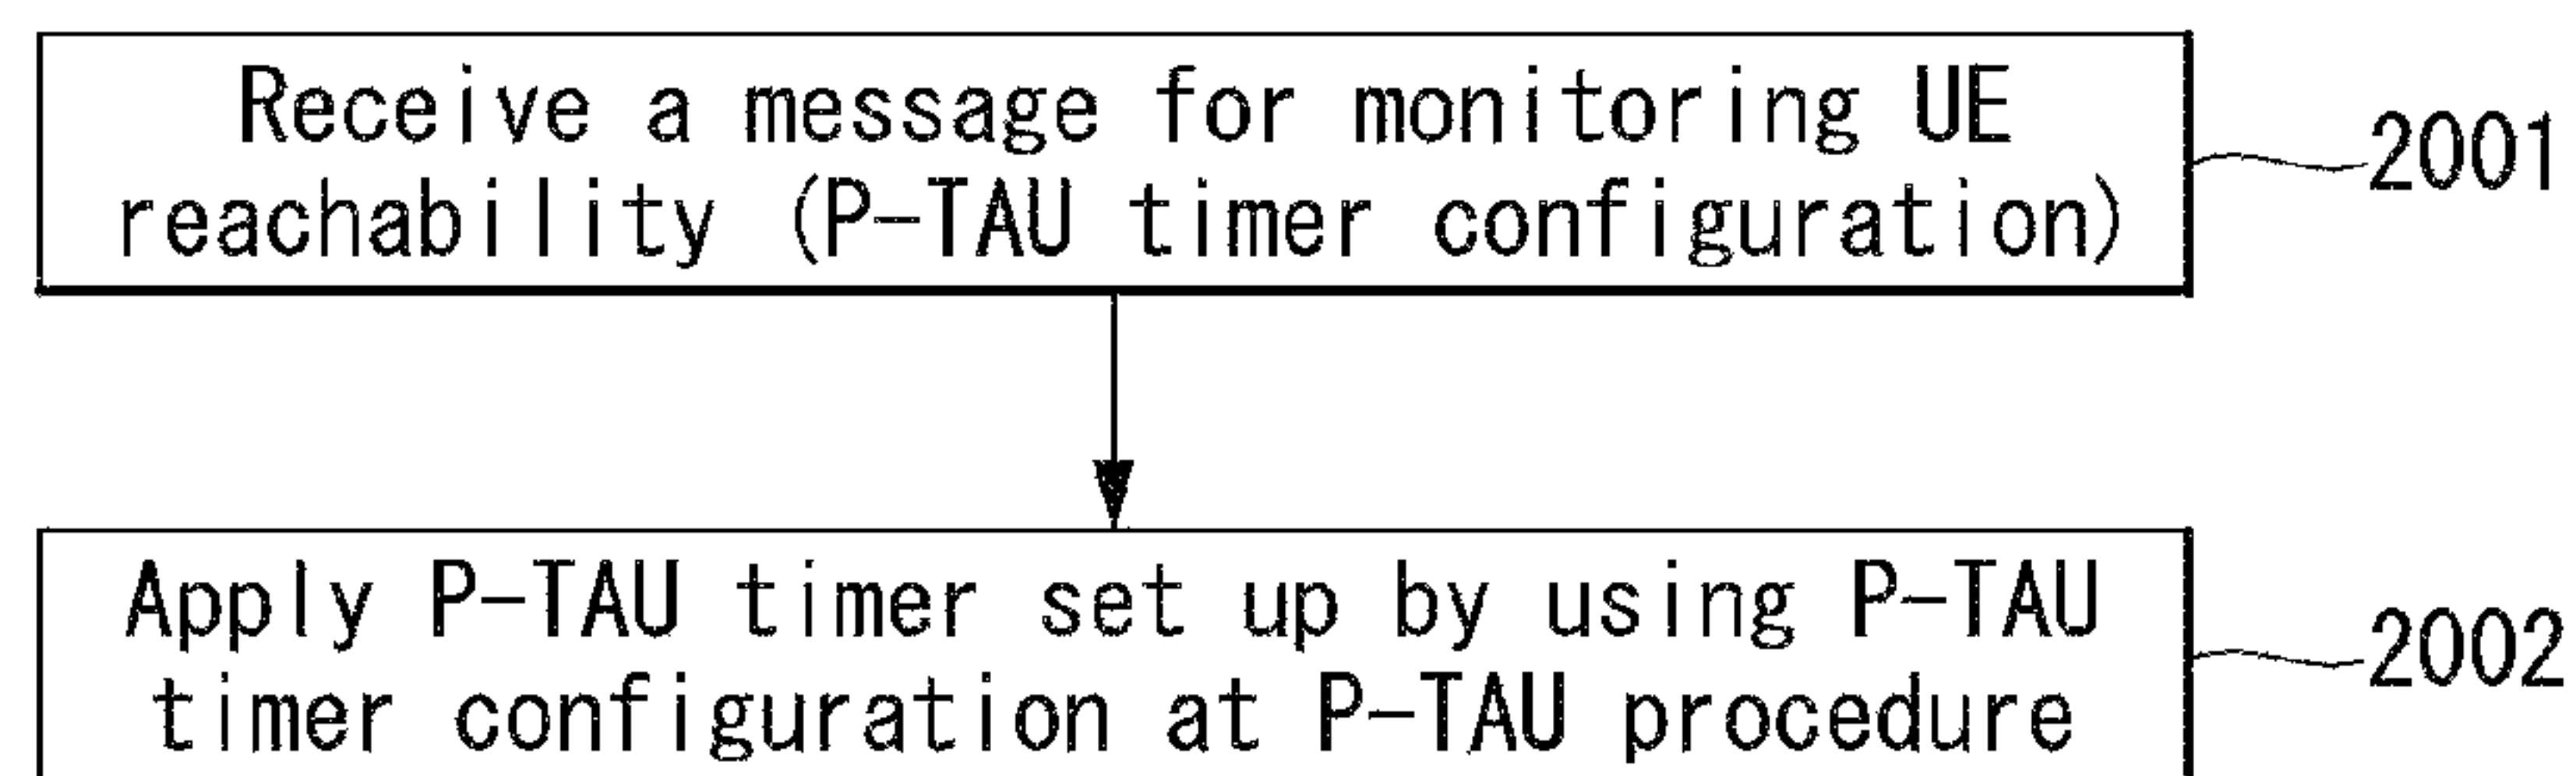 Receive a message for monitoring UE
reachability (P-TAU timer configuration)
2001
Apply P-TAU timer set up by using P-TAU
timer configuration at P-TAU procedure
2002